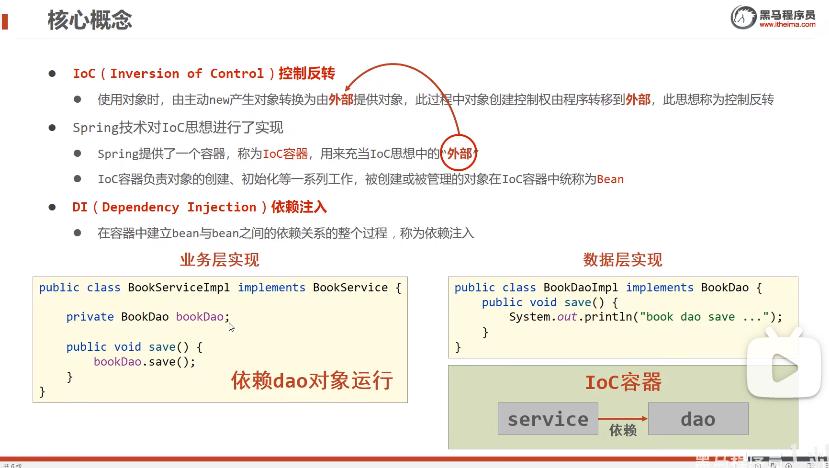 核心概念
黑马程序员
www.itheima.com
IoC（Inversion of Control）控制反转
使用对象时，由主动new产生对象转换为由外部提供对象，此过程中对象创建控制权由程序转移到外部，此思想称为控制反转
Spring技术对IoC思想进行了实现
Spring提供了一个容器，称为IoC容器，用来充当IoC思想中的“外部”
IoC容器负责对象的创建、初始化等一系列工作，被创建或被管理的对象在IoC容器中统称为Bean
DI（Dependency Injection）依赖注入
在容器中建立bean与bean之间的依赖关系的整个过程，称为依赖注入
业务层实现
public class BookServiceImpl implements BookService {
private BookDao bookDao;
public void save() {
bookDao.save();
}
}
依赖dao对象运行
数据层实现
public class BookDaoImpl implements BookDao {
public void save() {
System.out.println("book dao save ...");
}
}
IoC容器
service
依赖
dao